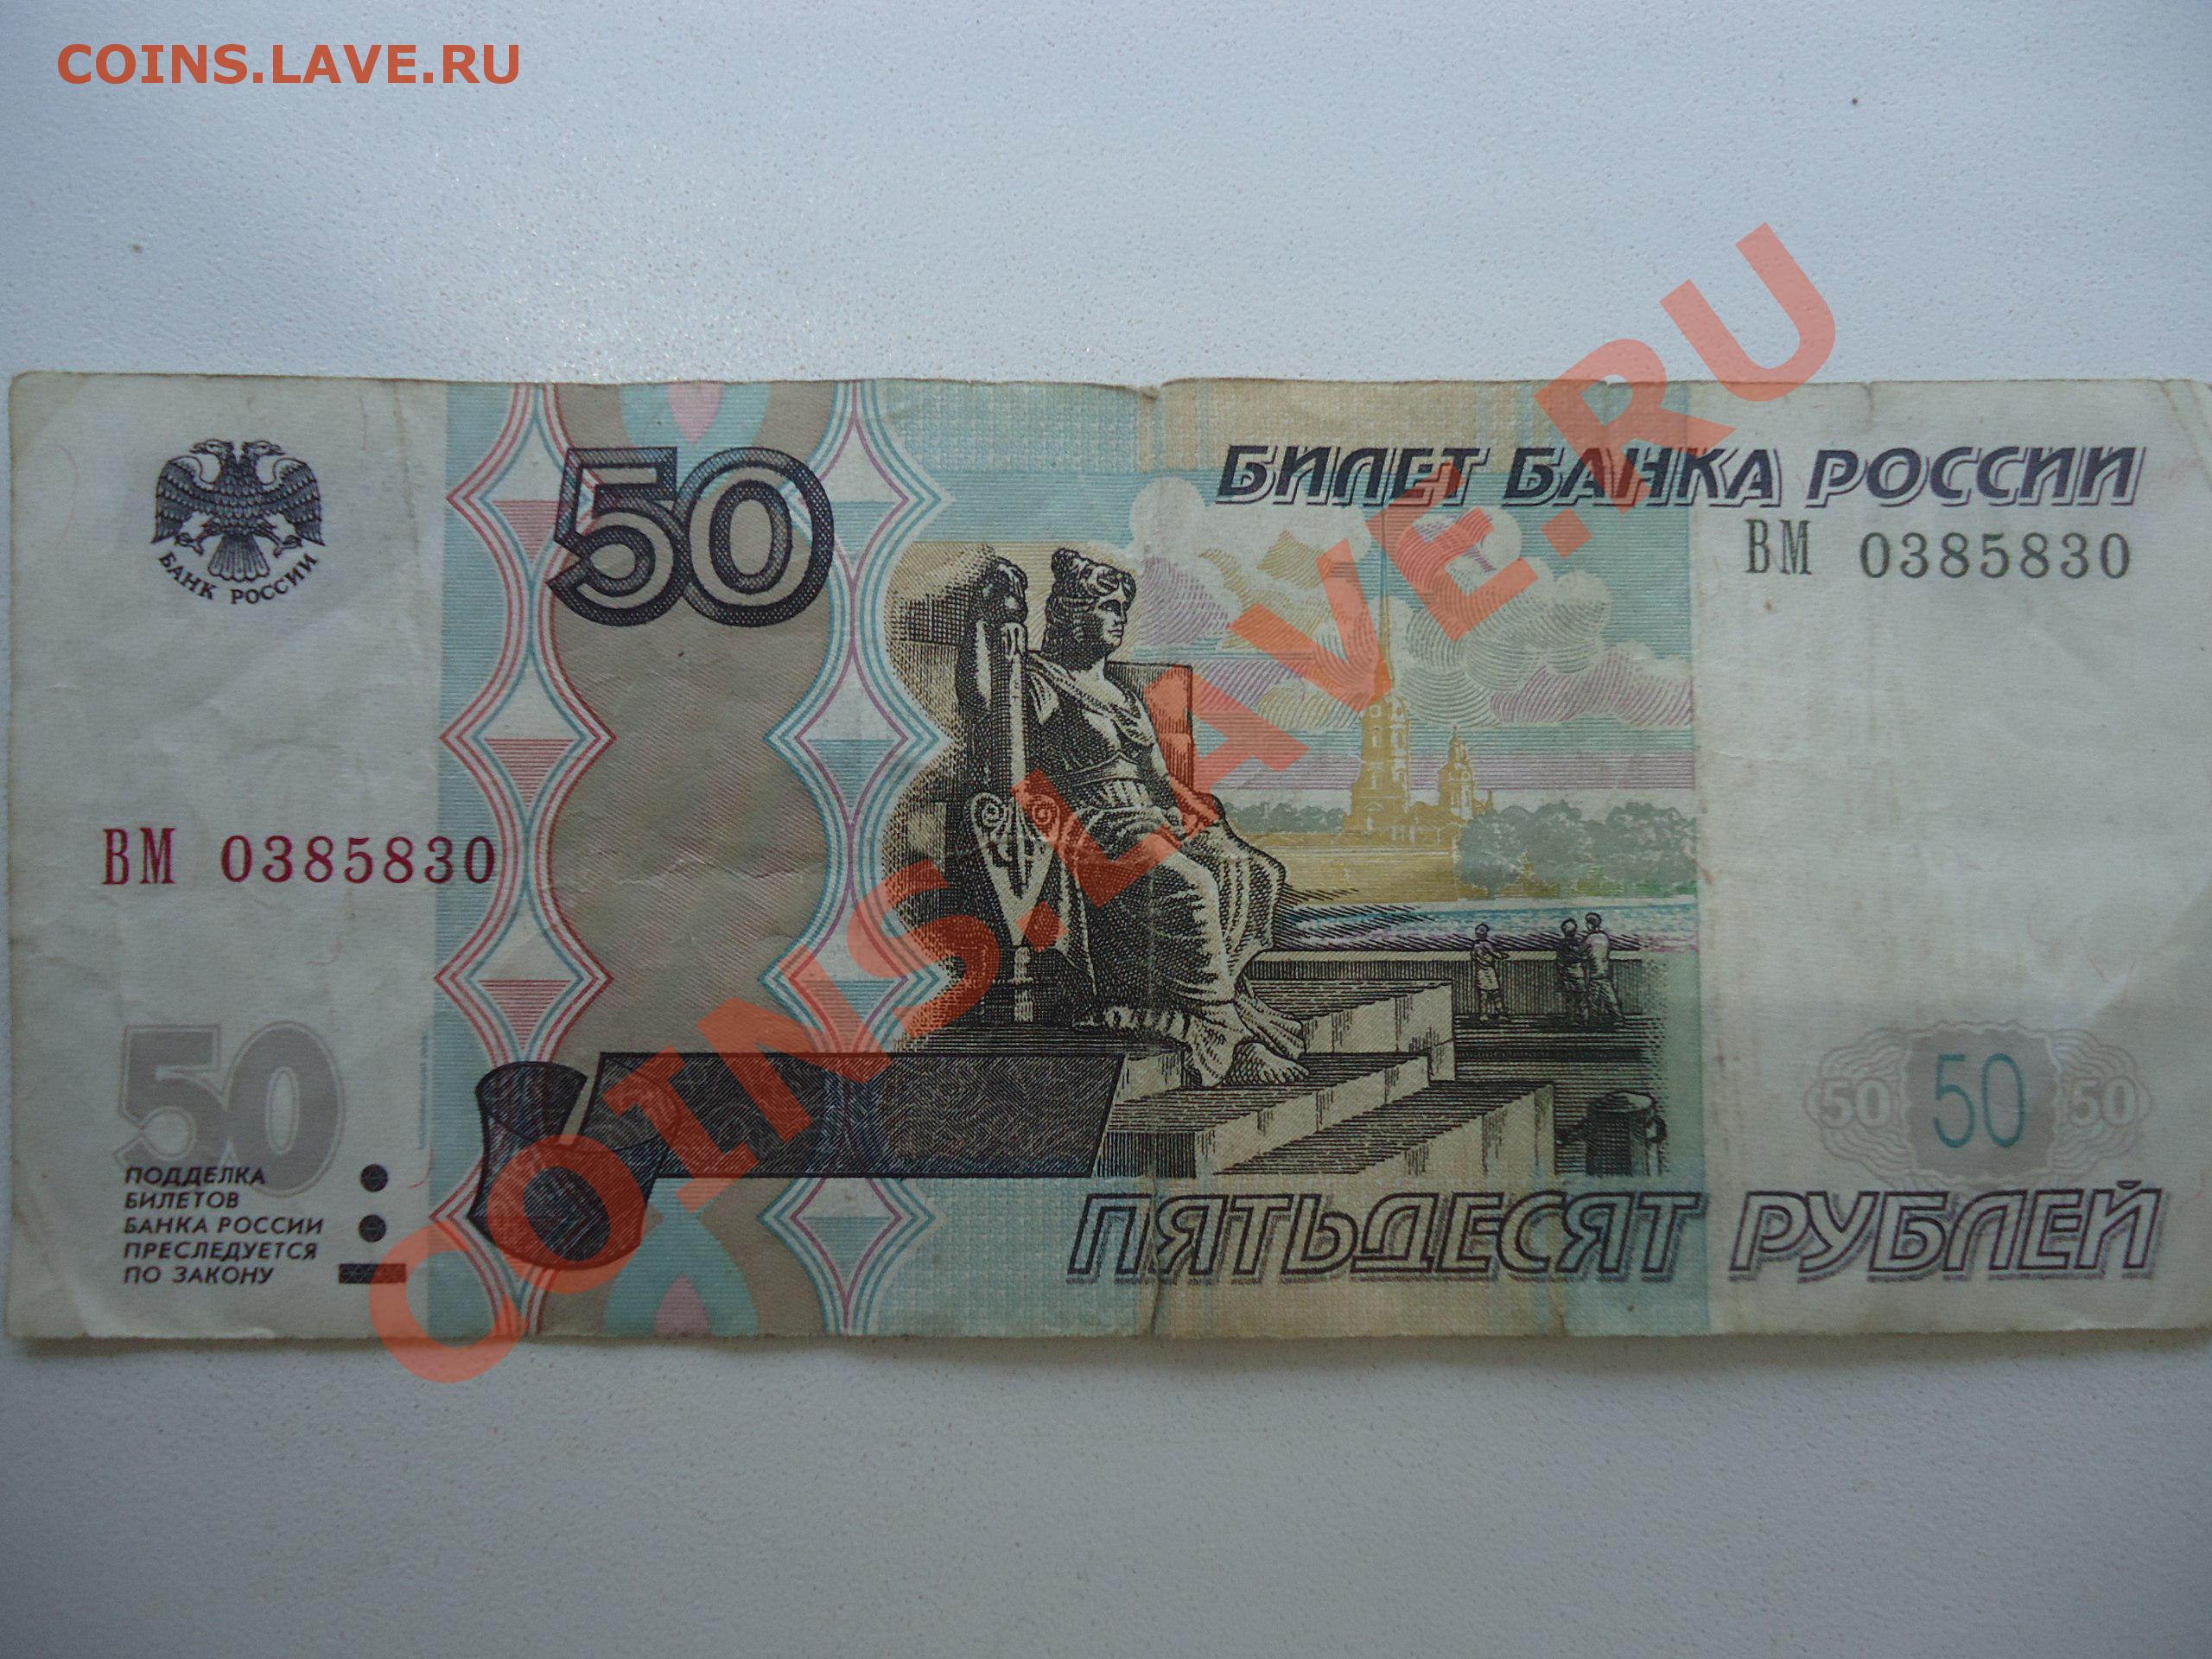 COINS.LAVE.RU
БАНК РОССИИ
50
БИЛЕТ БАНКА РОССИИ
ВМ 0385830
ВМ 0385830
COINS.LAVE.RU
50
ПОДДЕЛКА
БИЛЕТОВ
БАНКА РОССИИ
ПРЕСЛЕДУЕТСЯ
ПО ЗАКОНУ
50 50 50
ПЯТЬДЕСЯТ РУБЛЕЙ